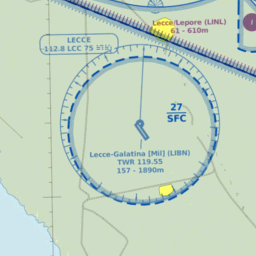 Lecce/Lepore (LINL)
61 - 610m
LECCE
112.8 LCC 75
27
SFC
Lecce-Galatina [Mil] (LIBN)
TWR 119.55
157 - 1890m